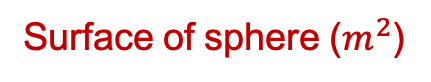 Surface of sphere (𝑚²)